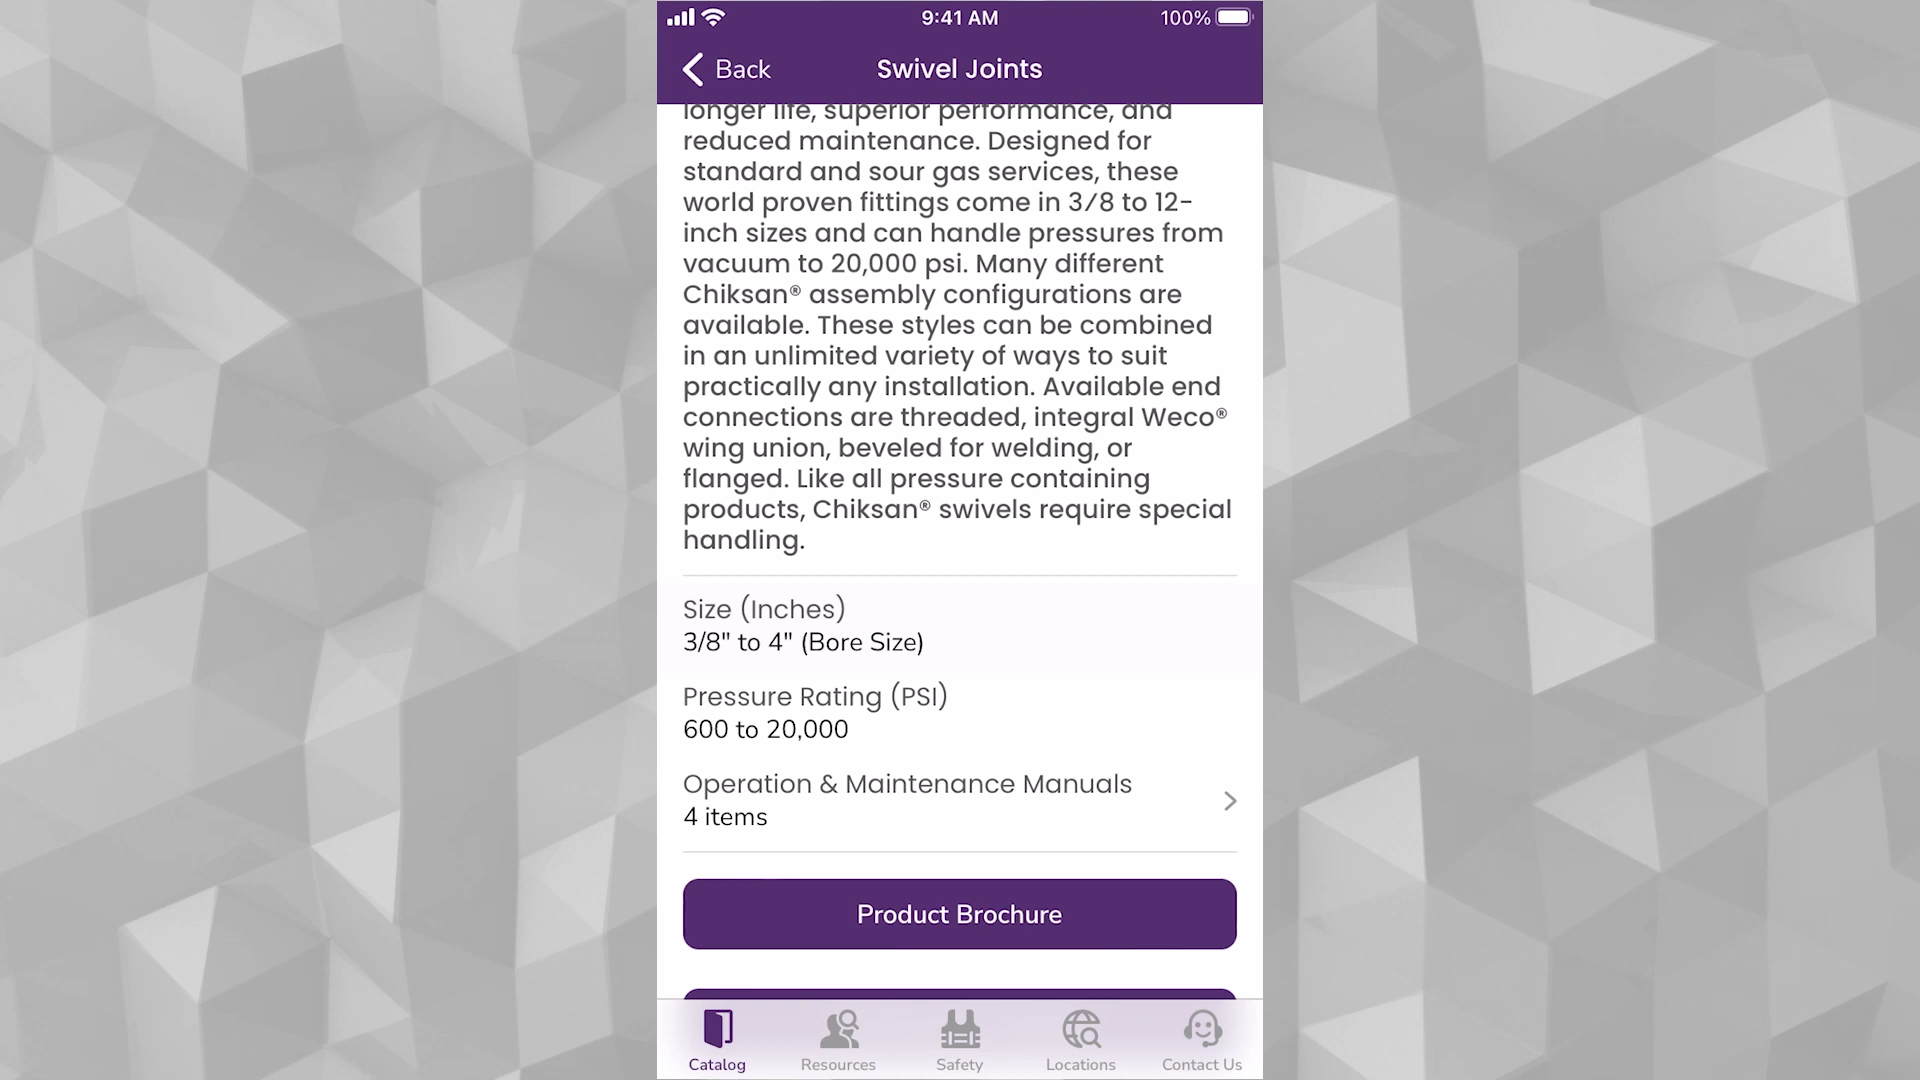 9:41 AM
100%
Back
Swivel Joints
longer life, superior performance, and
reduced maintenance. Designed for
standard and sour gas services, these
world proven fittings come in 3/8 to 12-
inch sizes and can handle pressures from
vacuum to 20,000 psi. Many different
Chiksan® assembly configurations are
available. These styles can be combined
in an unlimited variety of ways to suit
practically any installation. Available end
connections are threaded, integral Weco®
wing union, beveled for welding, or
flanged. Like all pressure containing
products, Chiksan® swivels require special
handling.
Size (Inches)
3/8" to 4" (Bore Size)
Pressure Rating (PSI)
600 to 20,000
Operation & Maintenance Manuals
4 items
Product Brochure
Catalog
Resources
Safety
Locations
Contact Us